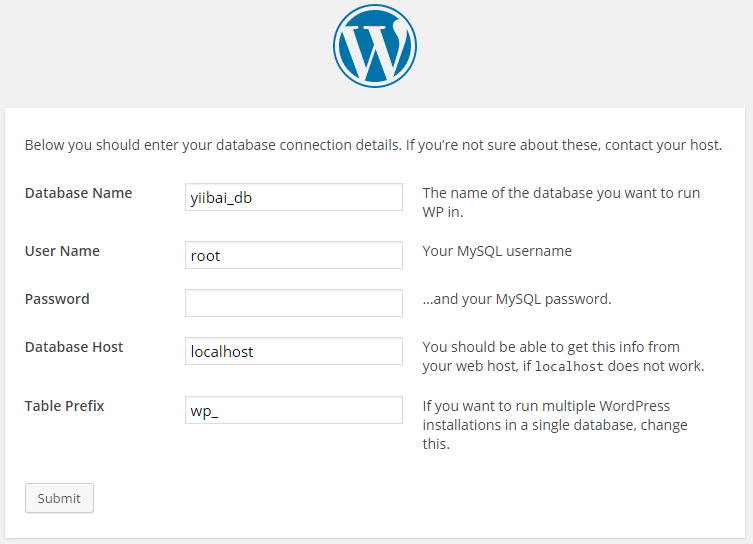 W
Below you should enter your database connection details. If you’re not sure about these, contact your host.
Database Name
yiibai_db
The name of the database you want to run
WP in.
User Name
root
Your MySQL username
Password
…and your MySQL password.
Database Host
localhost
You should be able to get this info from
your web host, if localhost does not work.
Table Prefix
wp_
If you want to run multiple WordPress
installations in a single database, change
this.
Submit